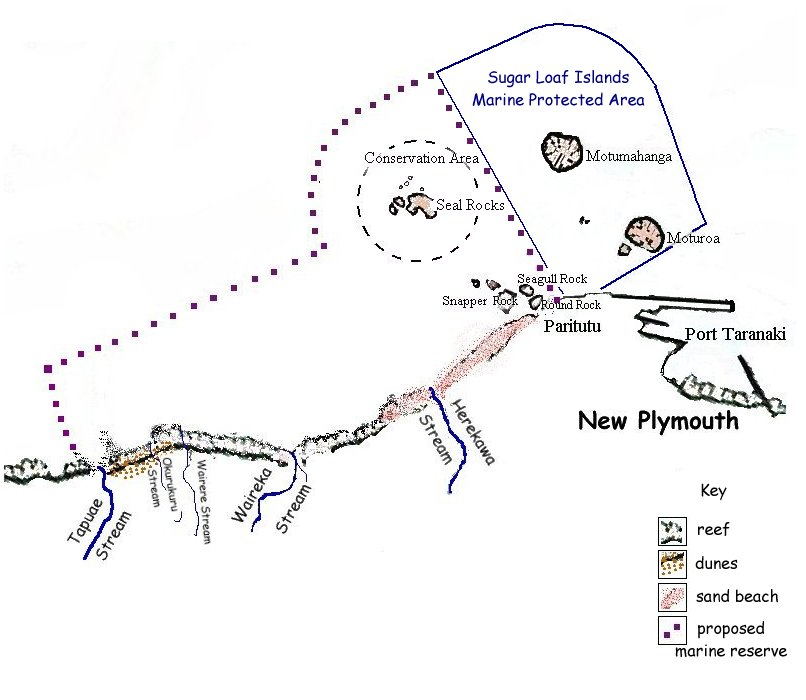 Sugar Loaf Islands
Marine Protected Area
Conservation Area
Motumahanga
Seal Rocks
Moturoa
Seagull Rock
Snapper Rock
Round Rock
Paritutu
Port Taranaki
New Plymouth
Herekawa
Stream
Tapuae
Stream
Okurukuru
Stream
Wairere Stream
Waireka
Stream
Key
reef
dunes
sand beach
proposed
marine reserve